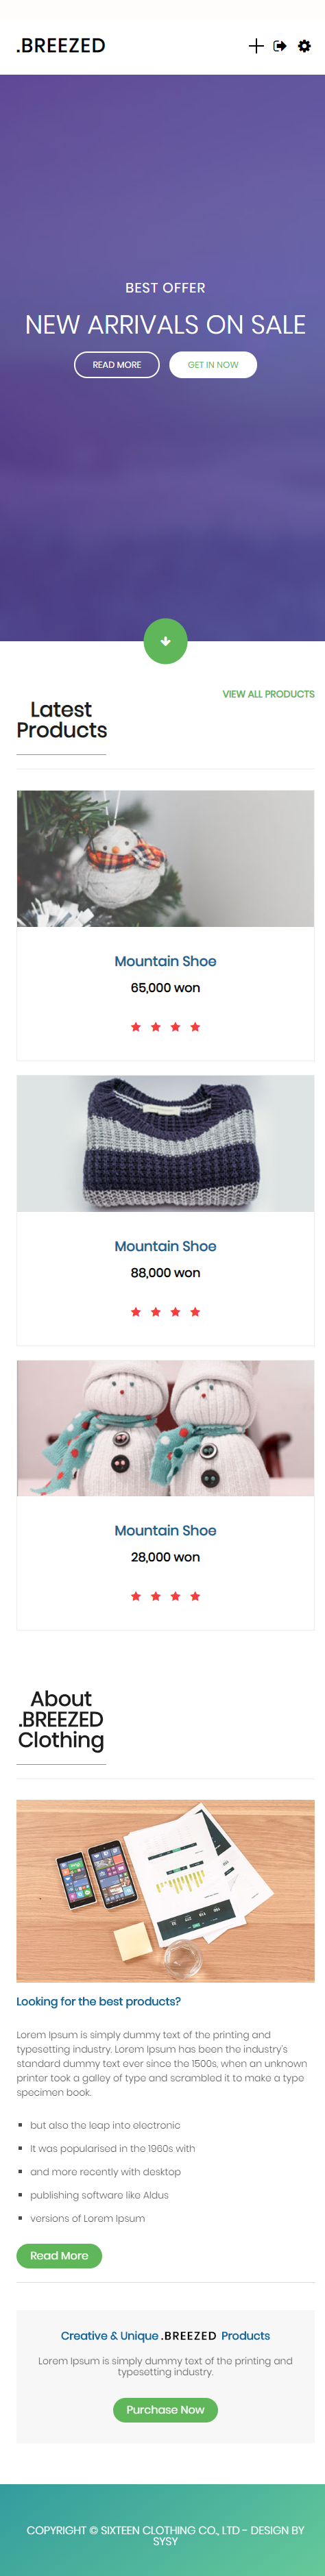 .BREEZED
BEST OFFER
NEW ARRIVALS ON SALE
READ MORE
GET IN NOW
VIEW ALL PRODUCTS
Latest
Products
Mountain Shoe
65,000 won
Mountain Shoe
88,000 won
Mountain Shoe
28,000 won
About
.BREEZED
Clothing
Looking for the best products?
Lorem Ipsum is simply dummy text of the printing and
typesetting industry. Lorem Ipsum has been the industry's
standard dummy text ever since the 1500s, when an unknown
printer took a galley of type and scrambled it to make a type
specimen book.
but also the leap into electronic
It was popularised in the 1960s with
and more recently with desktop
publishing software like Aldus
versions of Lorem Ipsum
Read More
Creative & Unique .BREEZED Products
Lorem Ipsum is simply dummy text of the printing and
typesetting industry.
Purchase Now
COPYRIGHT © SIXTEEN CLOTHING CO., LTD - DESIGN BY
SYSY